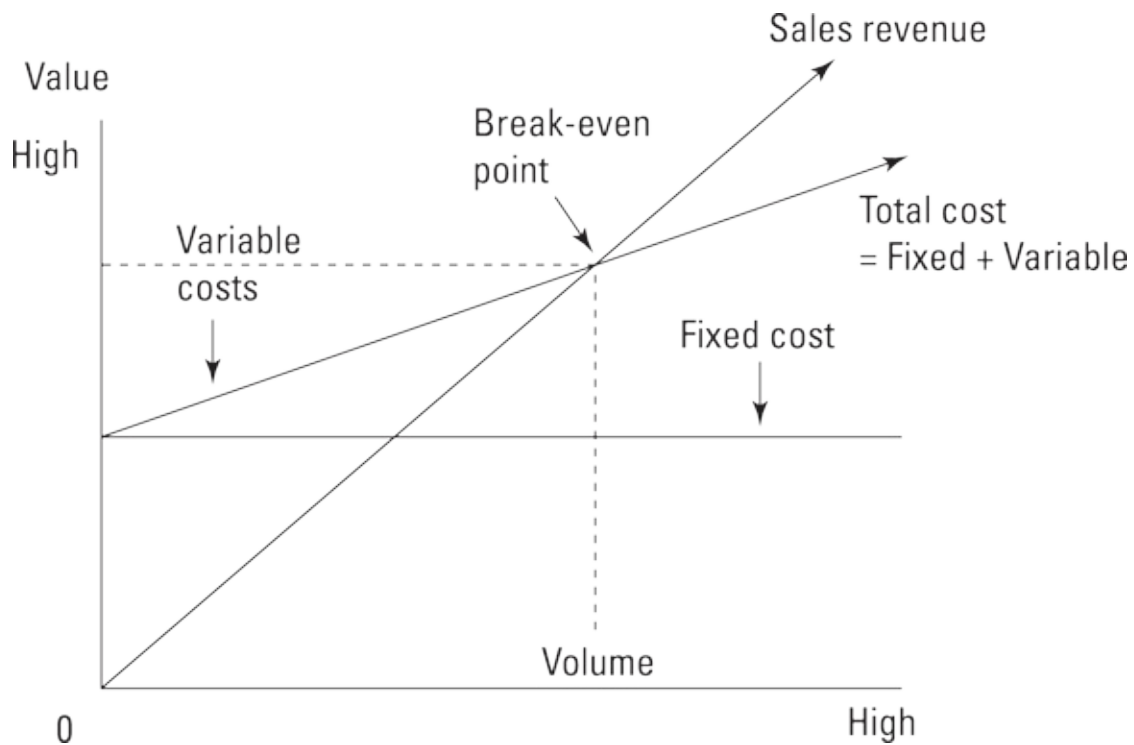 Sales revenue
Value
High
Break-even
point
Variable
costs
Total cost
= Fixed + Variable
Fixed cost
Volume
0
High